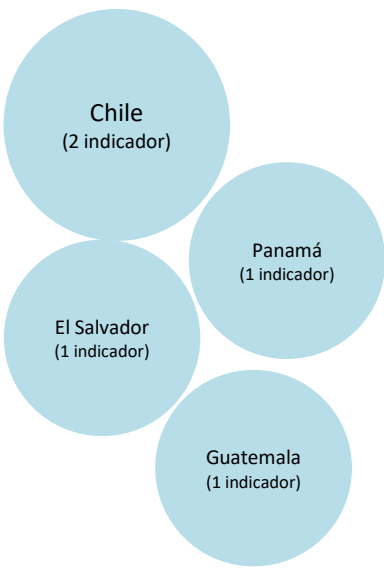 Chile
(2 indicador)
Panamá
(1 indicador)
El Salvador
(1 indicador)
Guatemala
(1 indicador)